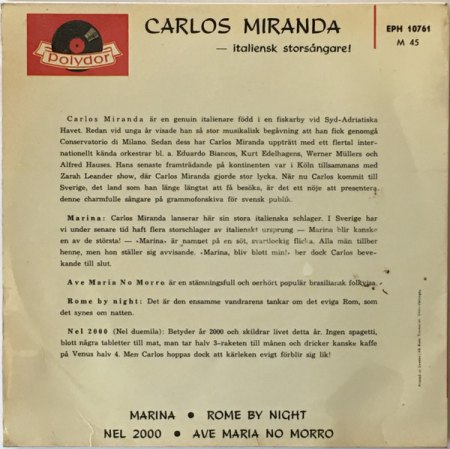 CARLOS MIRANDA
EPH 10761
M 45
polydor
— italiensk storsångare!
Carlos Miranda är en genuin italienare född i en fiskarby vid Syd-Adriatiska
Havet. Redan vid unga år visade han så stor musikalisk begåvning att han fick genomgå
Conservatorio di Milano. Sedan dess har Carlos Miranda uppträtt med ett flertal inter-
nationellt kända orkestrar bl. a. Eduardo Biancos, Kurt Edelhagens, Werner Müllers och
Alfred Hauses. Hans senaste framträdande på kontinenten var i Köln tillsammans med
Zarah Leander show, där Carlos Miranda gjorde stor lycka. När nu Carlos kommit till
Sverige, det land som han länge längtat att få besöka, är det ett nöje att presentera
denne charmfulle sångare på grammofonskiva för svensk publik.
Marina: Carlos Miranda lanserar här sin stora italienska schlager. I Sverige har
vi under senare tid haft flera storschlager av italienskt ursprung — Marina blir kanske
en av de största! — »Marina» är namnet på en söt, svartlockig flicka. Alla män tillber
henne, men hon ställer sig avvisande. »Marina, bliv blott min!» ber dock Carlos beve-
kande till slut.
Ave Maria No Morro är en stämningsfull och oerhört populär brasiliansk folkvisa.
Rome by night: Det är den ensamme vandrarens tankar om det eviga Rom, som
det synes om natten.
Nel 2000 (Nel duemila): Betyder år 2000 och skildrar livet detta år. Ingen spagetti,
blott några tabletter till mat, man tar halv 3-raketen till månen och dricker kanske kaffe
på Venus halv 4. Men Carlos hoppas dock att kärleken evigt förblir sig lik!
MARINA • ROME BY NIGHT
NEL 2000 • AVE MARIA NO MORRO